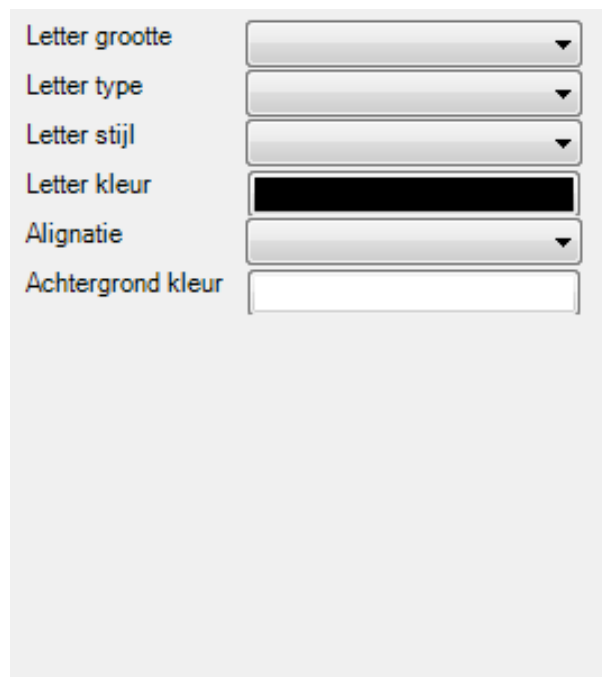 Letter grootte
Letter type
Letter stijl
Letter kleur
Alignatie
Achtergrond kleur